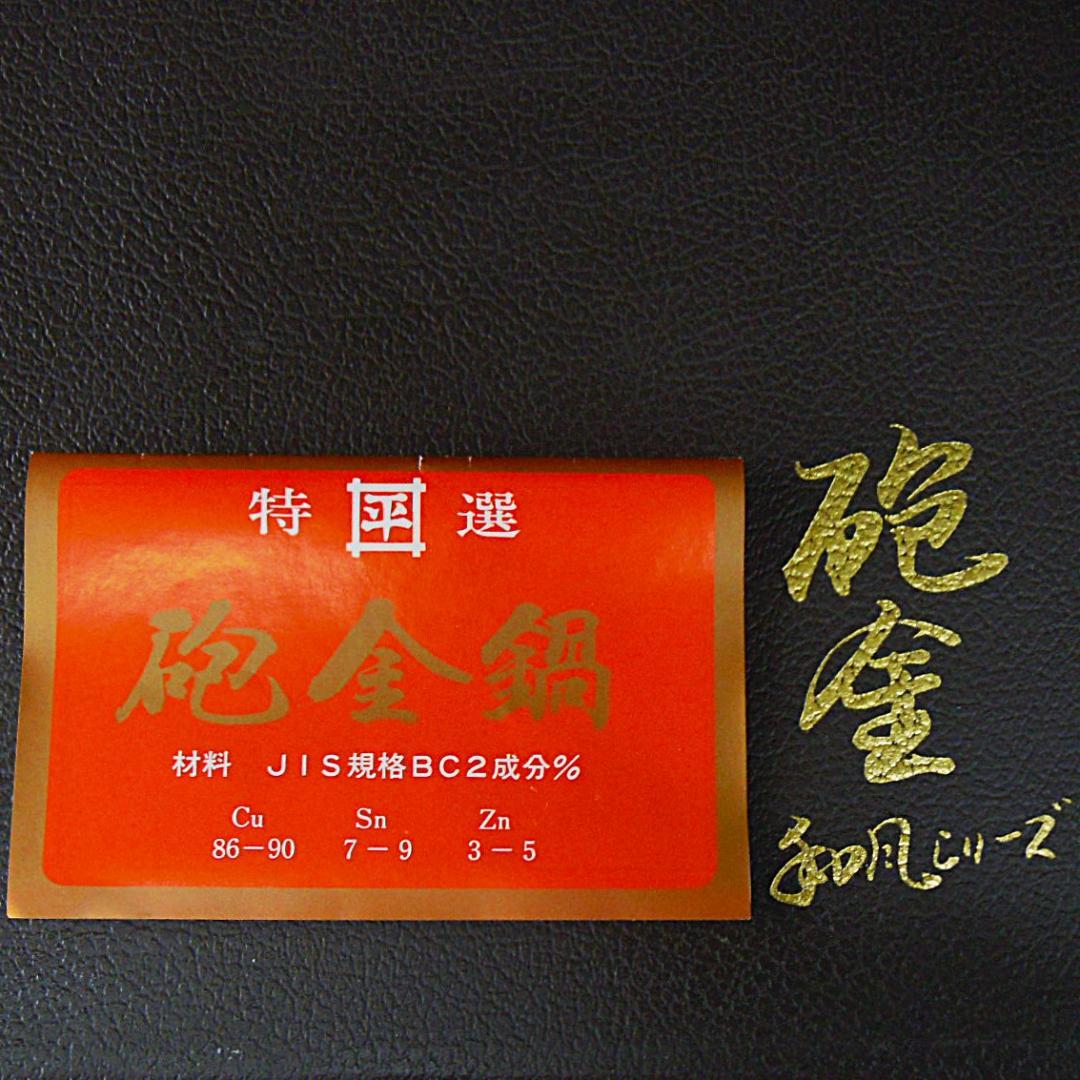 特 平 選
砲金鍋
材料 JIS規格BC2成分%
Cu Sn Zn
86-90 7-9 3-5
砲金
和風シリーズ